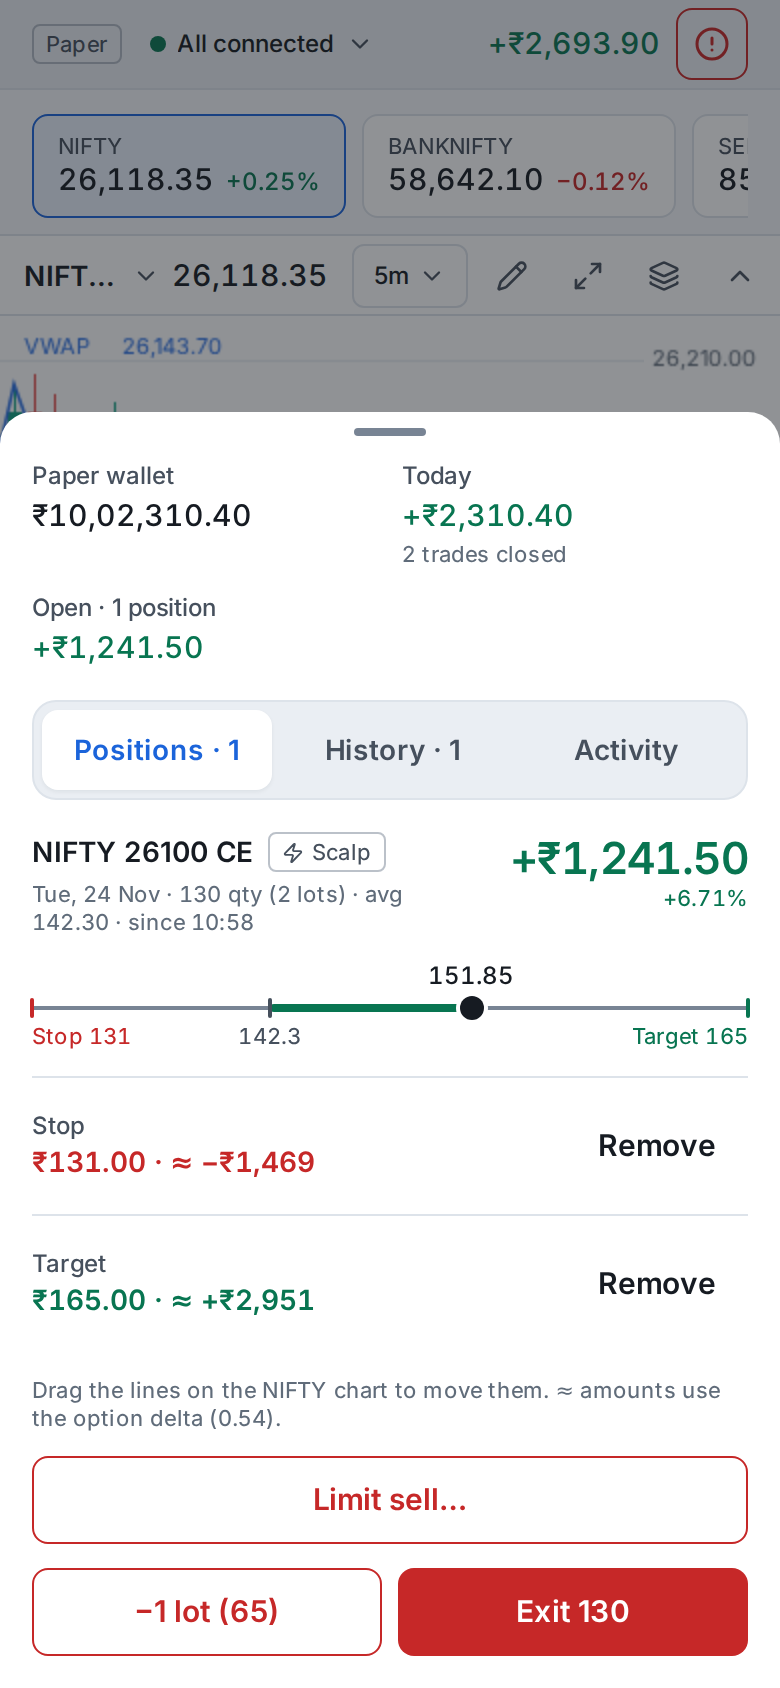 Paper
All connected
+₹2,693.90
NIFTY
26,118.35 +0.25%
BANKNIFTY
58,642.10 −0.12%
85
NIFT...
26,118.35
5m
VWAP 26,143.70
26,210.00
Paper wallet
₹10,02,310.40
Today
+₹2,310.40
2 trades closed
Open · 1 position
+₹1,241.50
Positions · 1
History · 1
Activity
NIFTY 26100 CE
Scalp
+₹1,241.50
Tue, 24 Nov · 130 qty (2 lots) · avg
142.30 · since 10:58
+6.71%
151.85
Stop 131
142.3
Target 165
Stop
₹131.00 · ≈ −₹1,469
Remove
Target
₹165.00 · ≈ +₹2,951
Remove
Drag the lines on the NIFTY chart to move them. ≈ amounts use
the option delta (0.54).
Limit sell...
−1 lot (65)
Exit 130